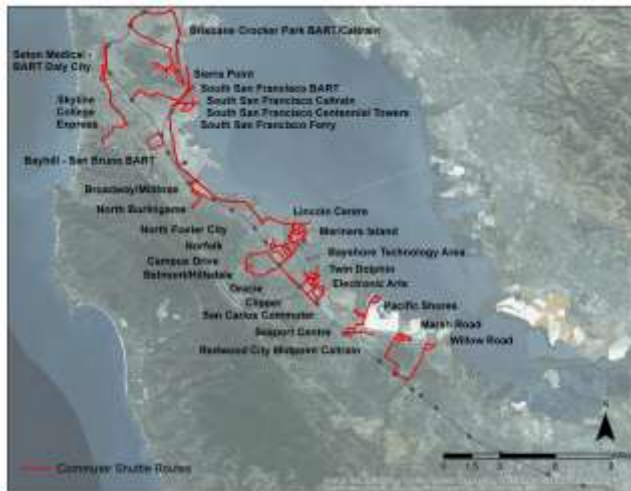 Brisbane Crocker Park BART/Caltrain
Seton Medical -
BART Daly City
Sierra Point
South San Francisco BART
Skyline
College
Express
South San Francisco Caltrain
South San Francisco Centennial Towers
South San Francisco Ferry
Bayhill - San Bruno BART
Broadway/Millbrae
North Burlingame
Lincoln Centre
North Foster City
Mariners Island
Norfolk
Bayshore Technology Area
Campus Drive
Twin Dolphin
Belmont/Hillsdale
Electronic Arts
Oracle
Clipper
Pacific Shores
San Carlos Commuter
Marsh Road
Seaport Centre
Willow Road
Redwood City Midpoint Caltrain
N
Commuter Shuttle Routes